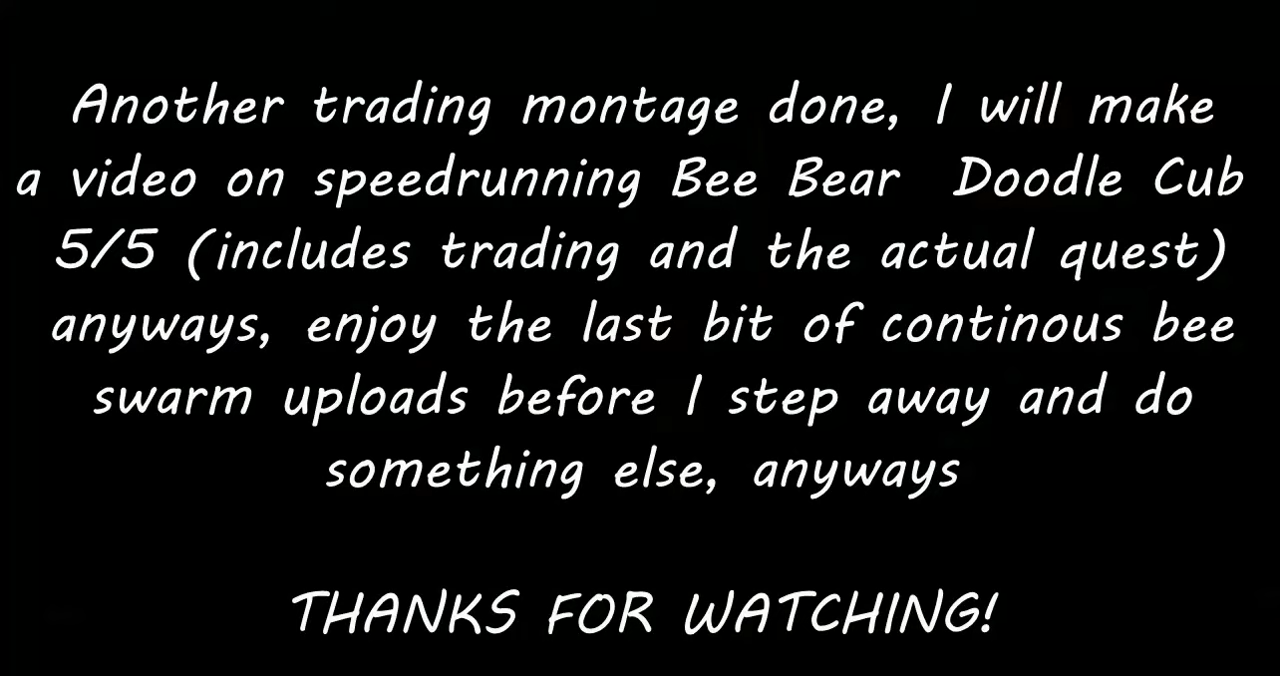 Another trading montage done, I will make
a video on speedrunning Bee Bear  Doodle Cub
5/5 (includes trading and the actual quest)
anyways, enjoy the last bit of continous bee
swarm uploads before I step away and do
something else, anyways
THANKS FOR WATCHING!